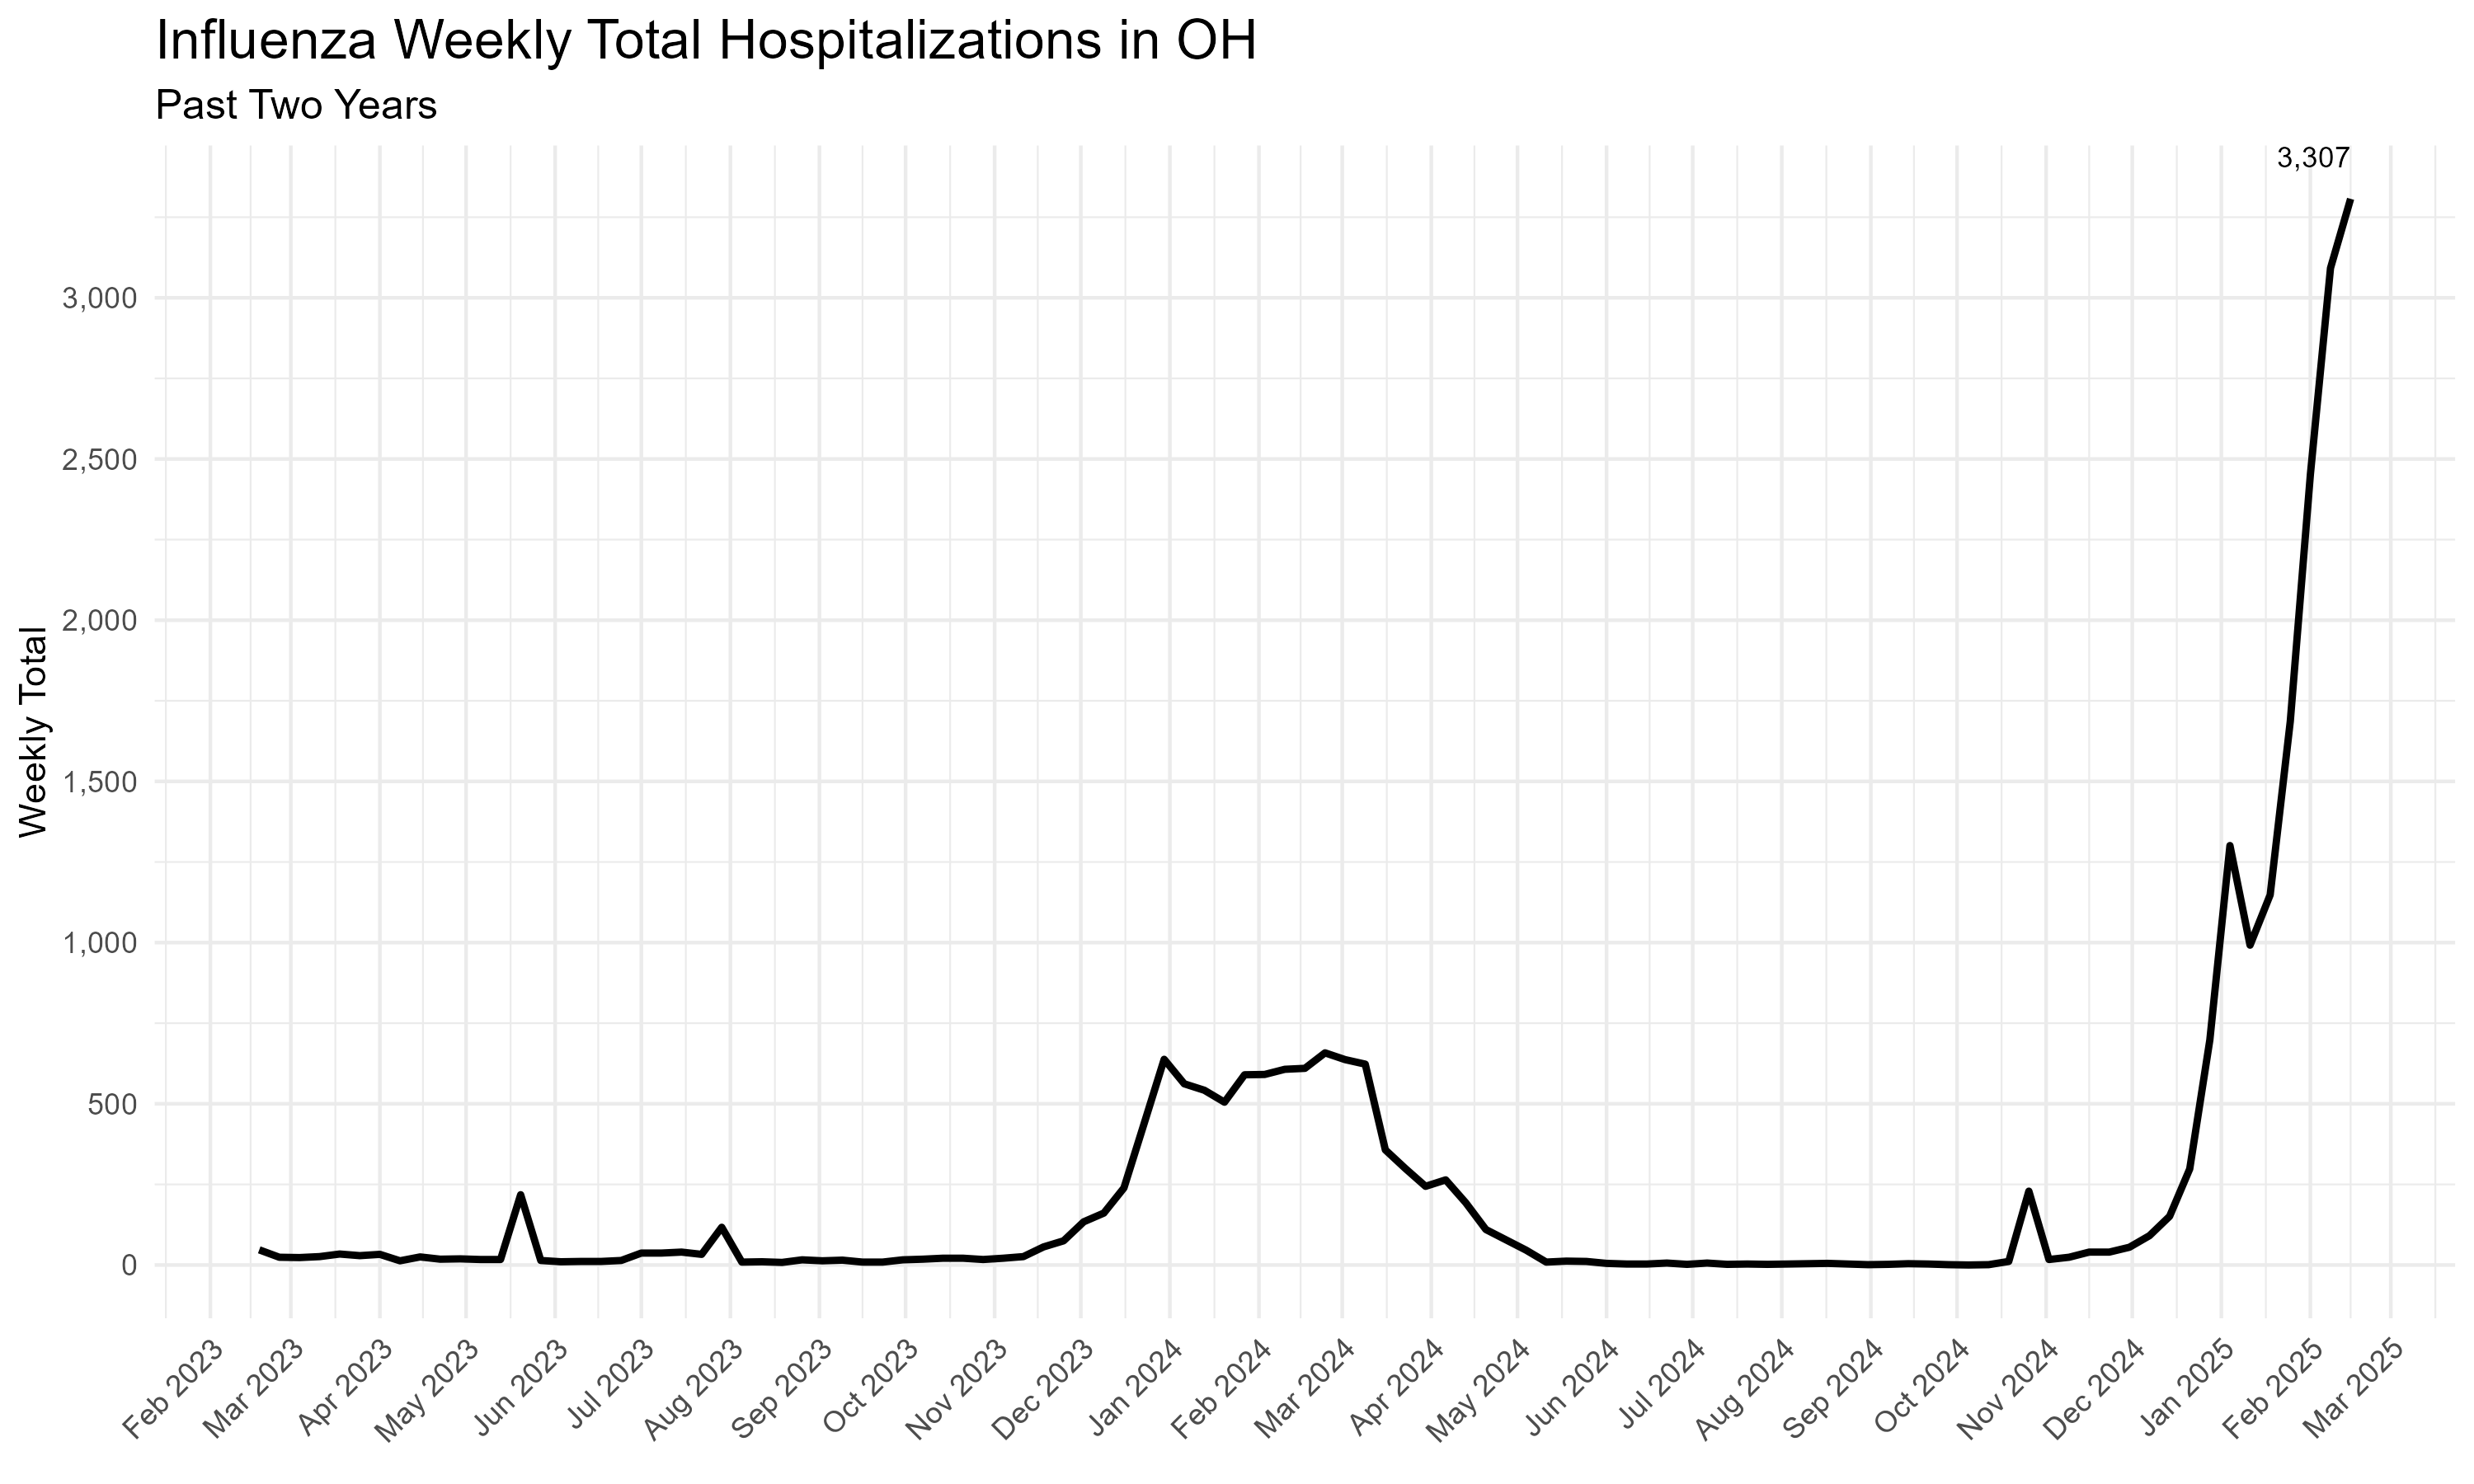 Influenza Weekly Total Hospitalizations in OH
Past Two Years
3,307
Weekly Total
3,000
2,500
2,000
1,500
1,000
500
0
Feb 2023
Mar 2023
Apr 2023
May 2023
Jun 2023
Jul 2023
Aug 2023
Sep 2023
Oct 2023
Nov 2023
Dec 2023
Jan 2024
Feb 2024
Mar 2024
Apr 2024
May 2024
Jun 2024
Jul 2024
Aug 2024
Sep 2024
Oct 2024
Nov 2024
Dec 2024
Jan 2025
Feb 2025
Mar 2025